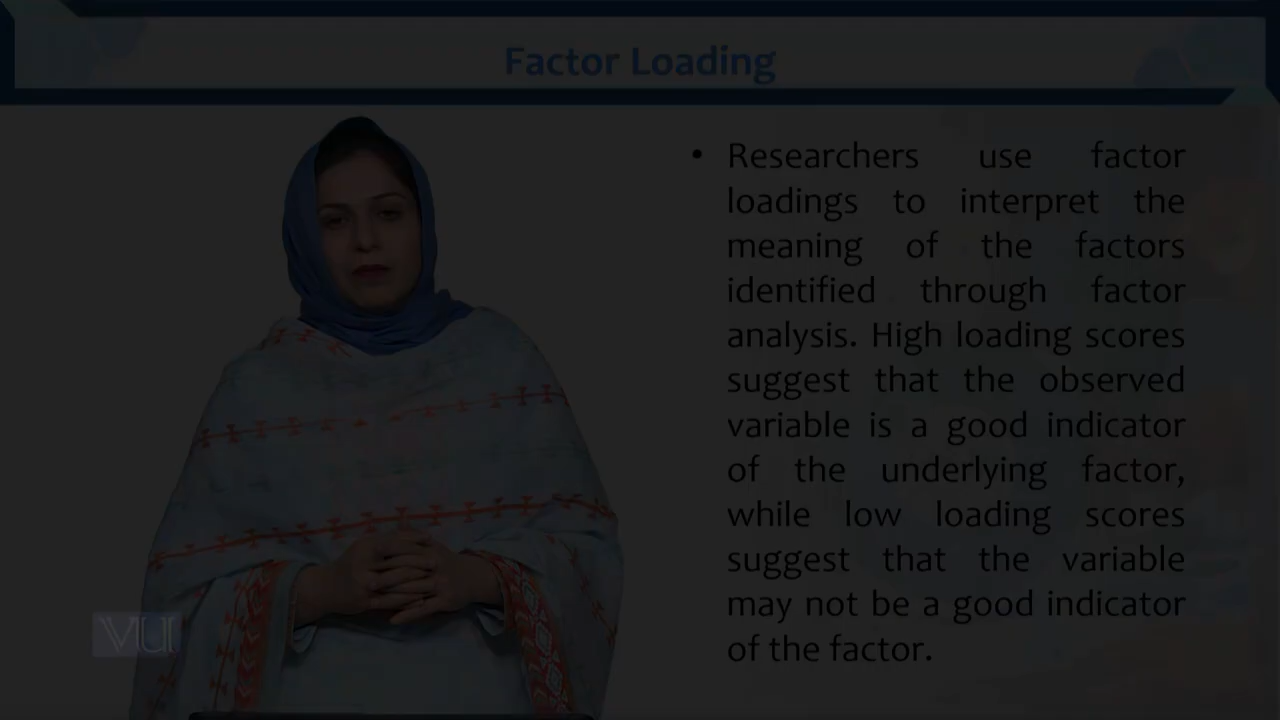 Factor Loading
• Researchers use factor
loadings to interpret the
meaning of the factors
identified through factor
analysis. High loading scores
suggest that the observed
variable is a good indicator
of the underlying factor,
while low loading scores
suggest that the variable
may not be a good indicator
of the factor.
VU